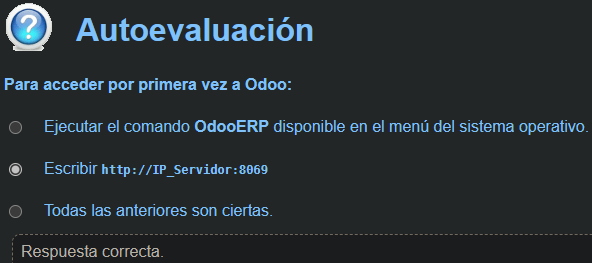 Autoevaluación
Para acceder por primera vez a Odoo:
Ejecutar el comando OdooERP disponible en el menú del sistema operativo.
Escribir http://IP_Servidor:8069
Todas las anteriores son ciertas.
Respuesta correcta.